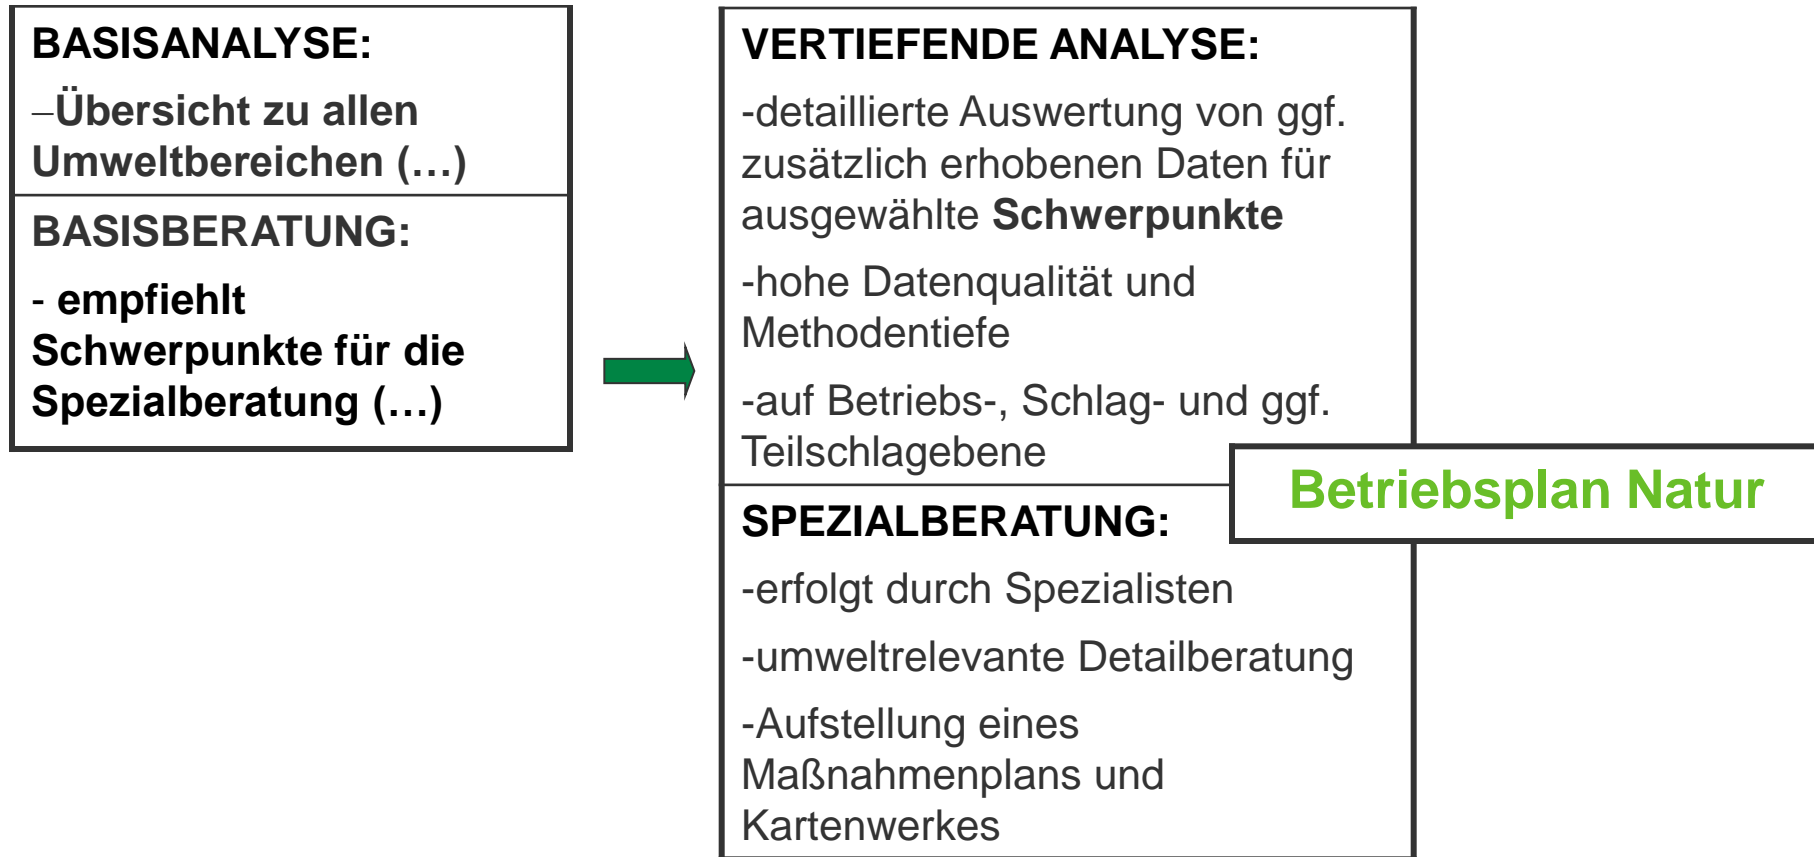 BASISANALYSE:
–Übersicht zu allen
Umweltbereichen (…)
BASISBERATUNG:
- empfiehlt
Schwerpunkte für die
Spezialberatung (…)
VERTIEFENDE ANALYSE:
-detaillierte Auswertung von ggf.
zusätzlich erhobenen Daten für
ausgewählte Schwerpunkte
-hohe Datenqualität und
Methodentiefe
-auf Betriebs-, Schlag- und ggf.
Teilschlagebene
Betriebsplan Natur
SPEZIALBERATUNG:
-erfolgt durch Spezialisten
-umweltrelevante Detailberatung
-Aufstellung eines
Maßnahmenplans und
Kartenwerkes